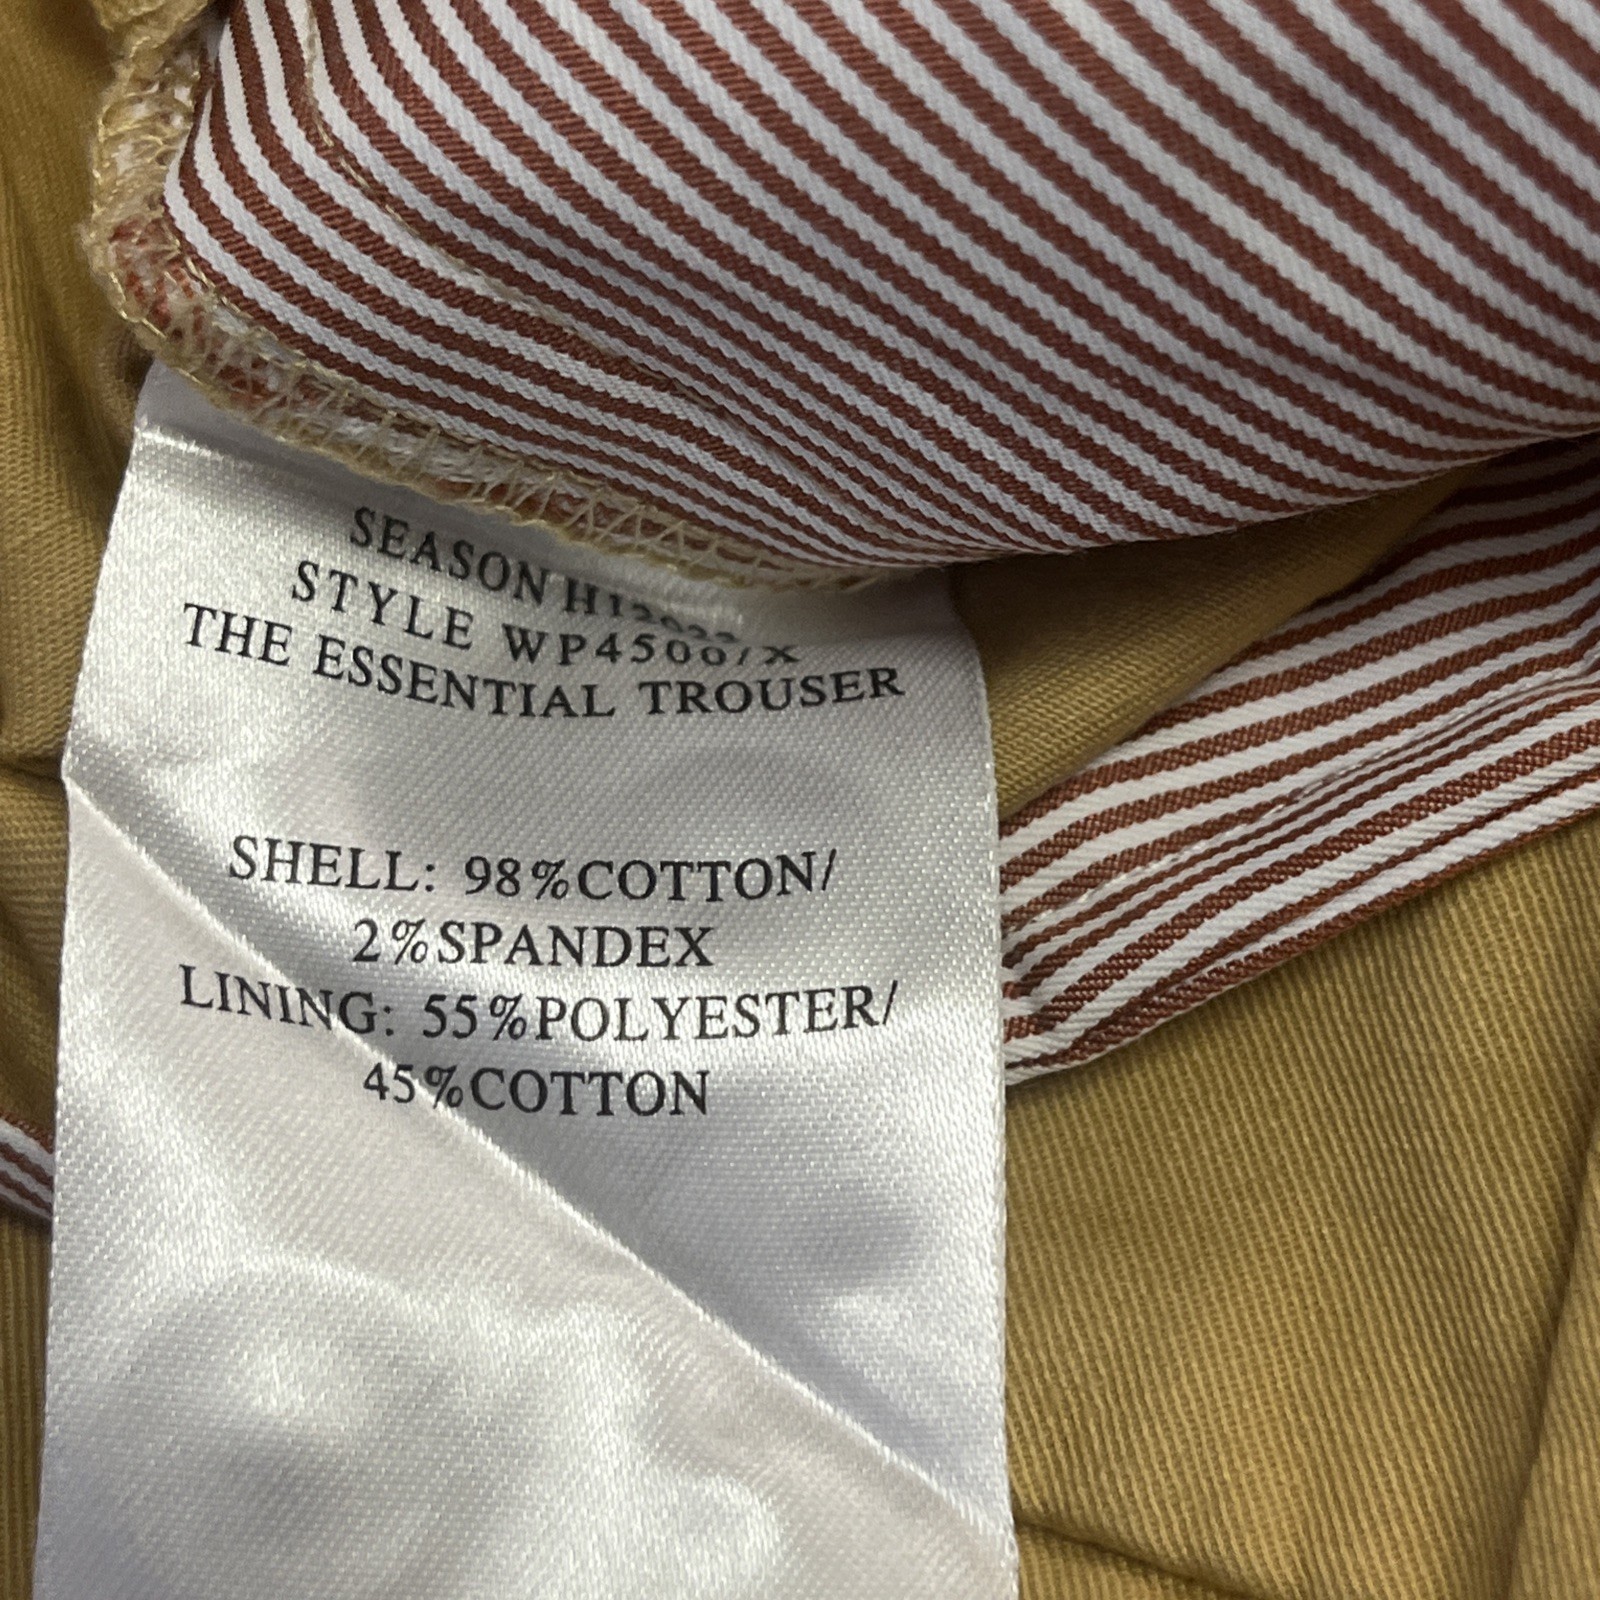 SEASON
STYLE
THE ESSENTIAL TROUSER
SHELL: 98%COTTON/
2%SPANDEX
LINING: 55%POLYESTER/
45%COTTON